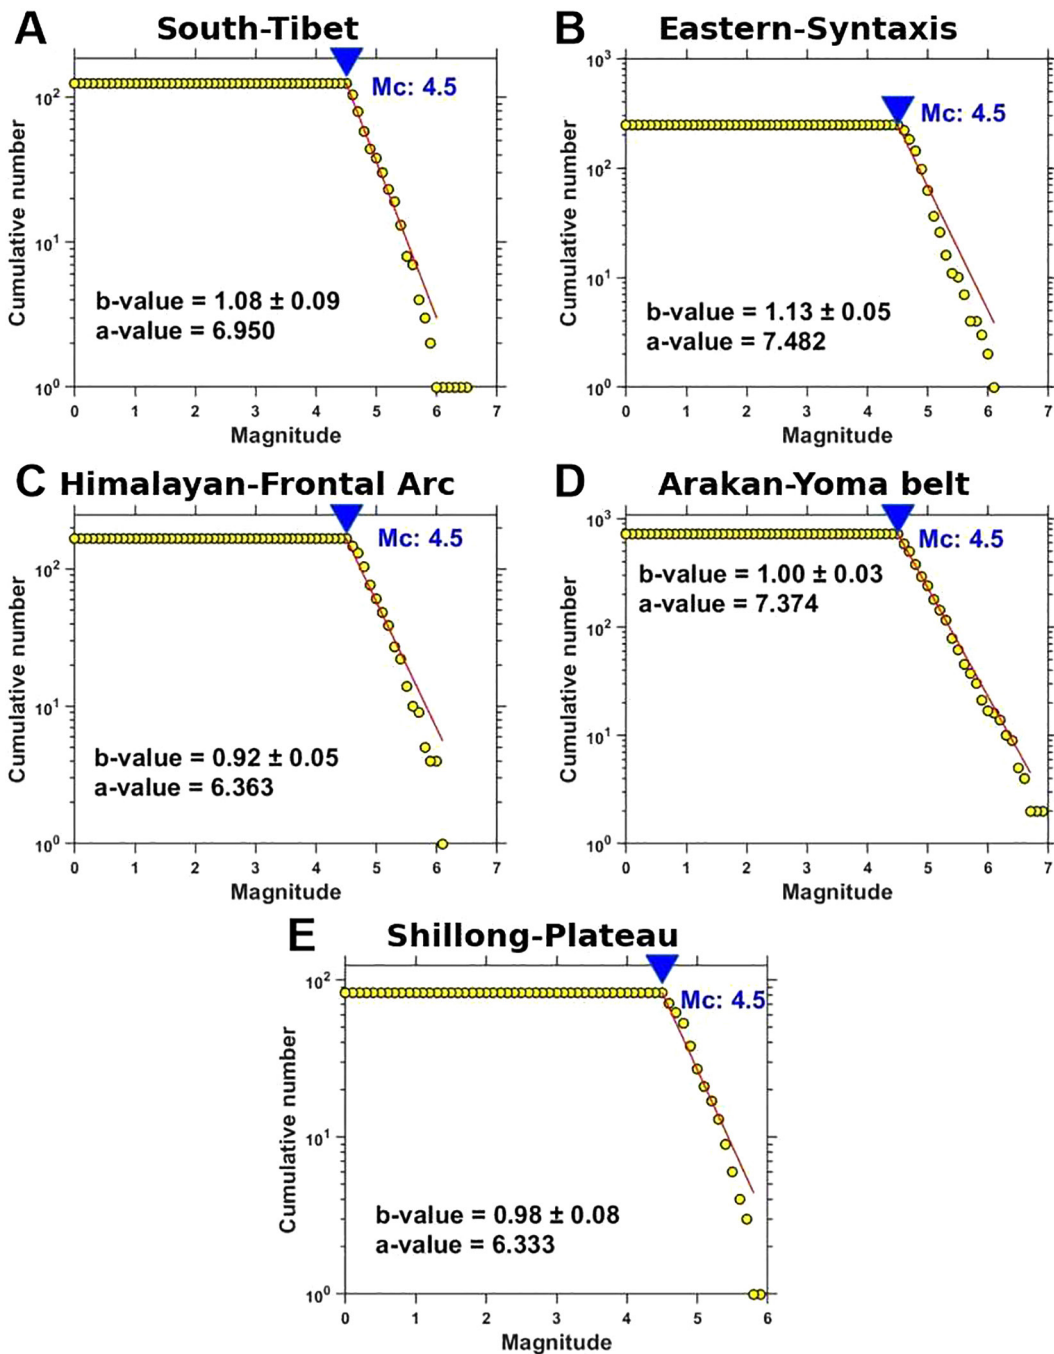 A South-Tibet
Mc: 4.5
10²
10¹
10⁰
Cumulative number
b-value = 1.08 ± 0.09
a-value = 6.950
0 1 2 3 4 5 6 7
Magnitude
B Eastern-Syntaxis
Mc: 4.5
10³
10²
10¹
10⁰
Cumulative number
b-value = 1.13 ± 0.05
a-value = 7.482
0 1 2 3 4 5 6 7
Magnitude
C Himalayan-Frontal Arc
Mc: 4.5
10²
10¹
10⁰
Cumulative number
b-value = 0.92 ± 0.05
a-value = 6.363
0 1 2 3 4 5 6 7
Magnitude
D Arakan-Yoma belt
Mc: 4.5
10³
10²
10¹
10⁰
Cumulative number
b-value = 1.00 ± 0.03
a-value = 7.374
0 1 2 3 4 5 6 7
Magnitude
E Shillong-Plateau
Mc: 4.5
10²
10¹
10⁰
Cumulative number
b-value = 0.98 ± 0.08
a-value = 6.333
0 1 2 3 4 5 6
Magnitude